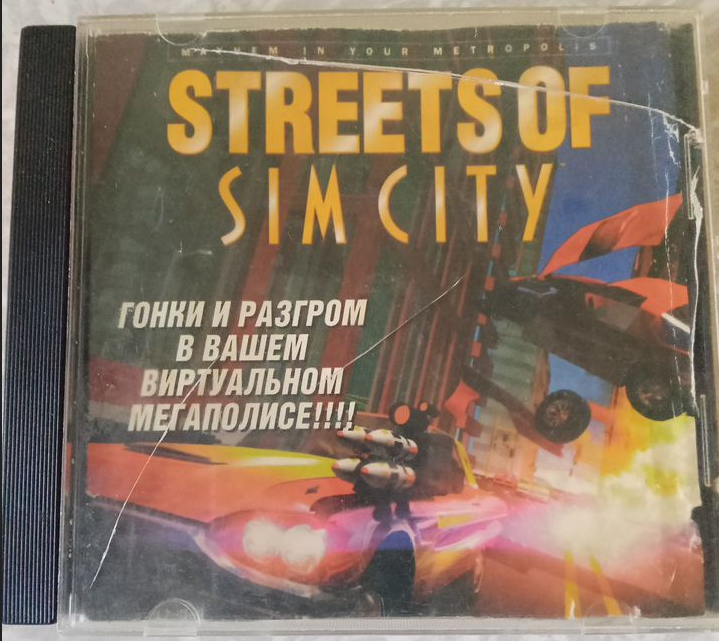 MAYHEM IN YOUR METROPOLIS
STREETS OF
SIM CITY
ГОНКИ И РАЗГРОМ
В ВАШЕМ
ВИРТУАЛЬНОМ
МЕГАПОЛИСЕ!!!!